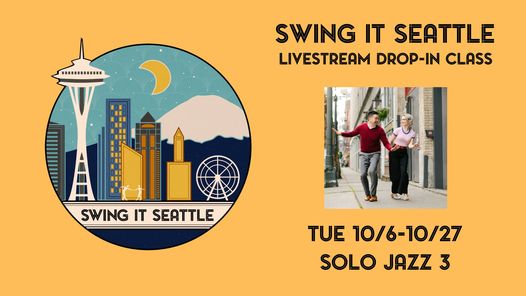 SWING IT SEATTLE
LIVESTREAM DROP-IN CLASS
SWING IT SEATTLE
TUE 10/6-10/27
SOLO JAZZ 3